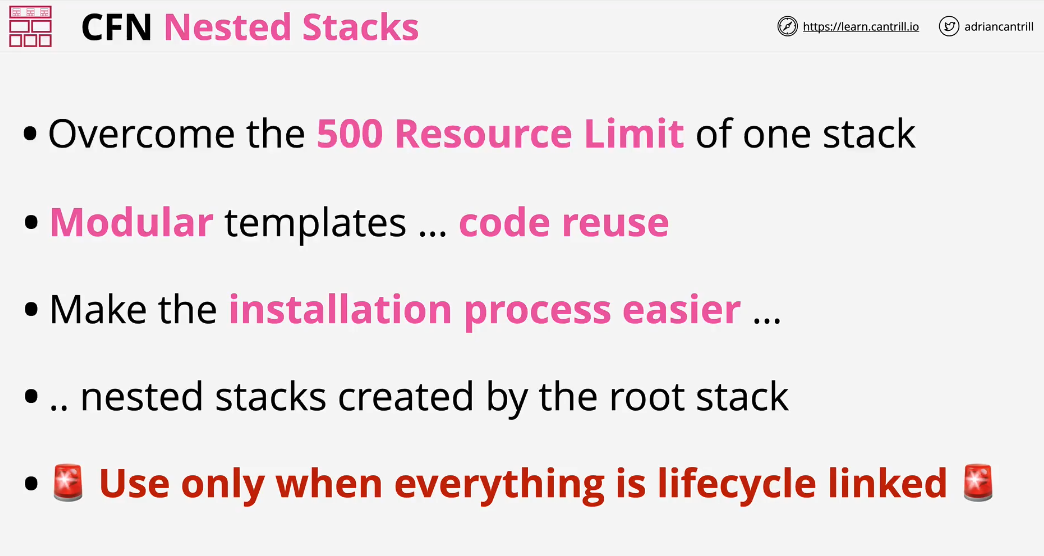 CFN Nested Stacks
https://learn.cantrill.io
adriancantrill
• Overcome the 500 Resource Limit of one stack
• Modular templates ... code reuse
• Make the installation process easier ...
• .. nested stacks created by the root stack
• 🚨 Use only when everything is lifecycle linked 🚨